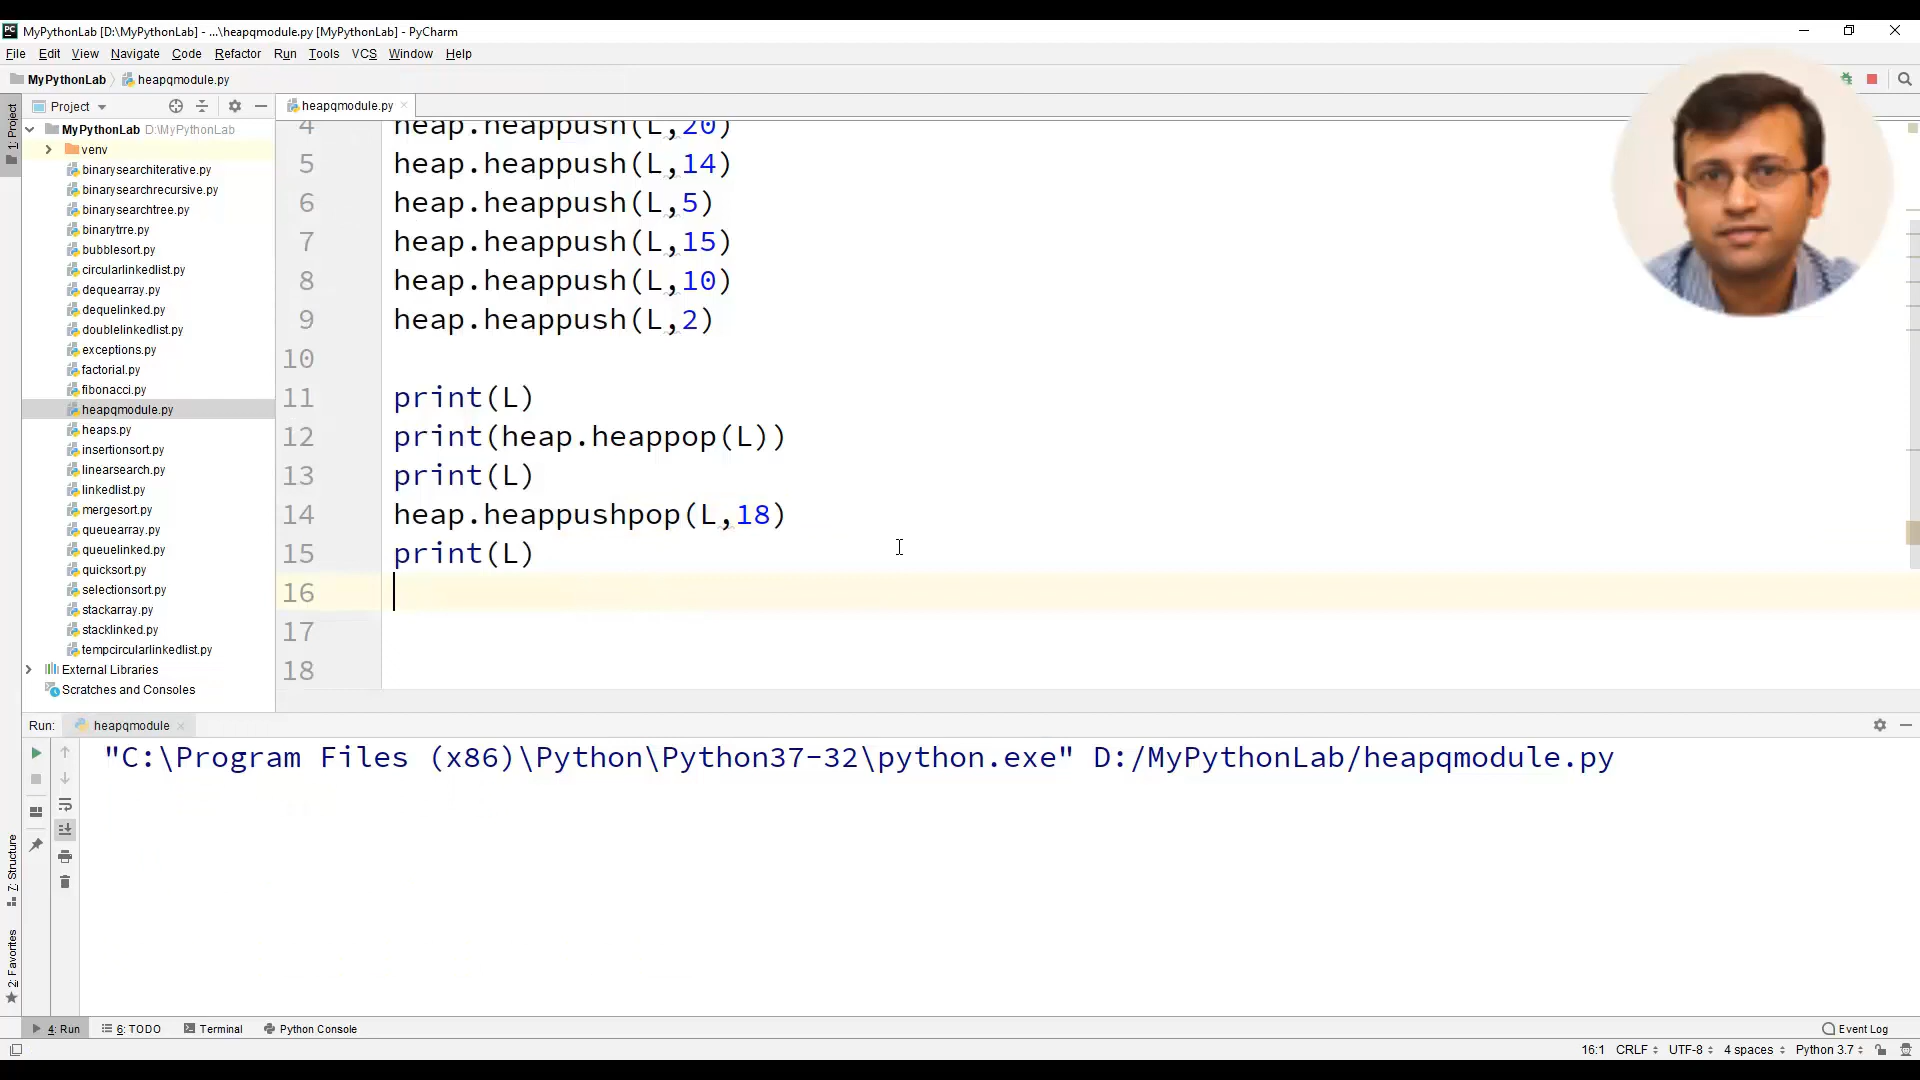 MyPythonLab [D:\MyPythonLab] - ...\heapqmodule.py [MyPythonLab] - PyCharm
File Edit View Navigate Code Refactor Run Tools VCS Window Help
MyPythonLab heapqmodule.py
Project
heapqmodule.py
1: Project
MyPythonLab D:\MyPythonLab
venv
binarysearchiterative.py
binarysearchrecursive.py
binarysearchtree.py
binarytrre.py
bubblesort.py
circularlinkedlist.py
dequearray.py
dequelinked.py
doublelinkedlist.py
exceptions.py
factorial.py
fibonacci.py
heapqmodule.py
heaps.py
insertionsort.py
linearsearch.py
linkedlist.py
mergesort.py
queuearray.py
queuelinked.py
quicksort.py
selectionsort.py
stackarray.py
stacklinked.py
tempcircularlinkedlist.py
External Libraries
Scratches and Consoles
4 heap.heappush(L,20)
5 heap.heappush(L,14)
6 heap.heappush(L,5)
7 heap.heappush(L,15)
8 heap.heappush(L,10)
9 heap.heappush(L,2)
10
11 print(L)
12 print(heap.heappop(L))
13 print(L)
14 heap.heappushpop(L,18)
15 print(L)
16
17
18
Run: heapqmodule
"C:\Program Files (x86)\Python\Python37-32\python.exe" D:/MyPythonLab/heapqmodule.py
7: Structure
2: Favorites
4: Run 6: TODO Terminal Python Console Event Log
16:1 CRLF UTF-8 4 spaces Python 3.7